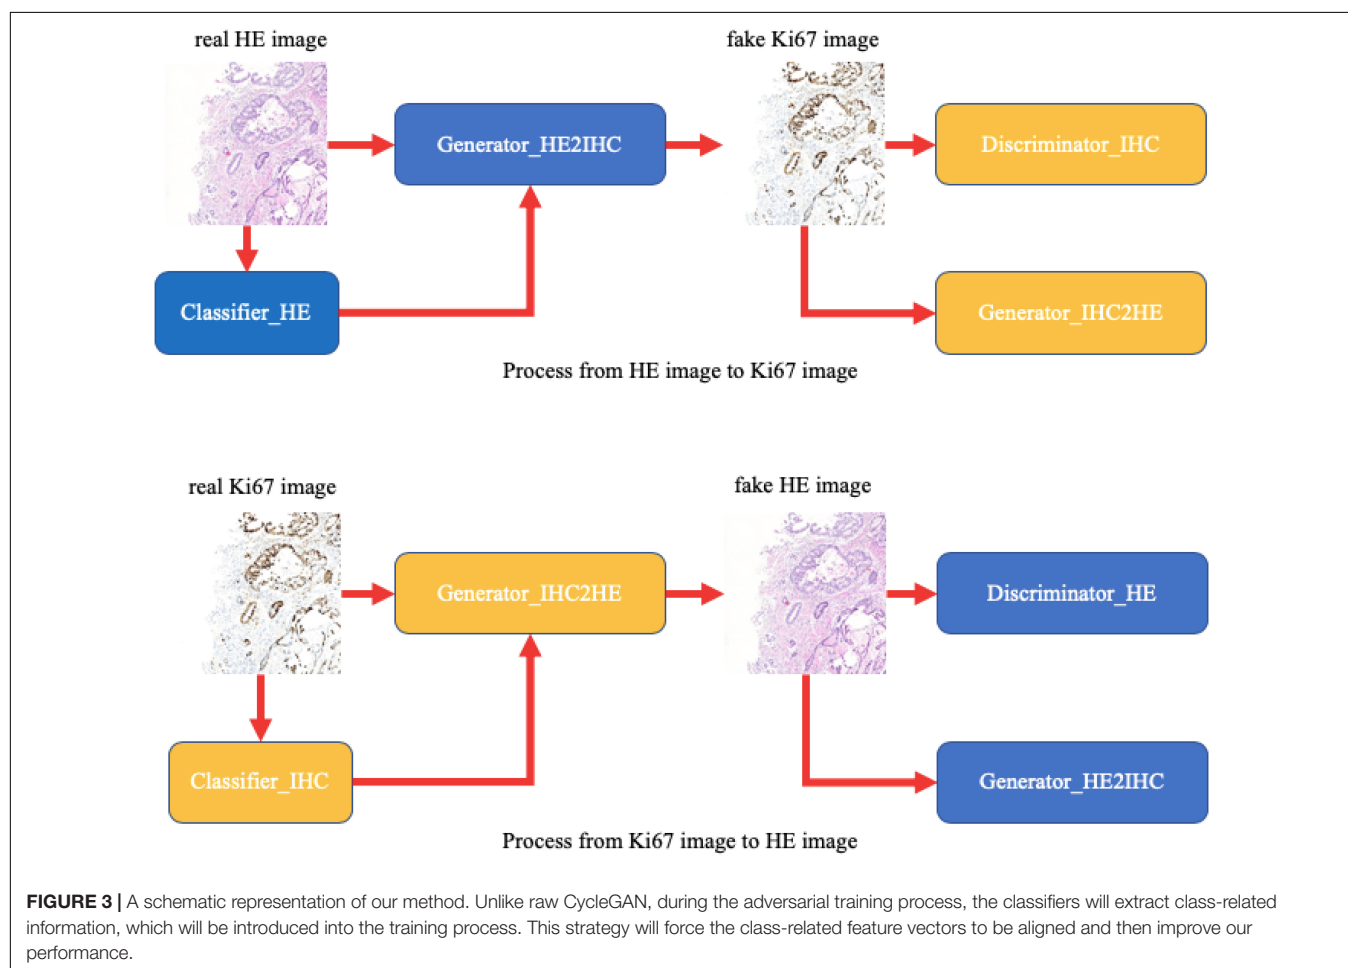 real HE image
fake Ki67 image
Generator_HE2IHC
Discriminator_IHC
Classifier_HE
Generator_IHC2HE
Process from HE image to Ki67 image
real Ki67 image
fake HE image
Generator_IHC2HE
Discriminator_HE
Classifier_IHC
Generator_HE2IHC
Process from Ki67 image to HE image
FIGURE 3 | A schematic representation of our method. Unlike raw CycleGAN, during the adversarial training process, the classifiers will extract class-related
information, which will be introduced into the training process. This strategy will force the class-related feature vectors to be aligned and then improve our
performance.